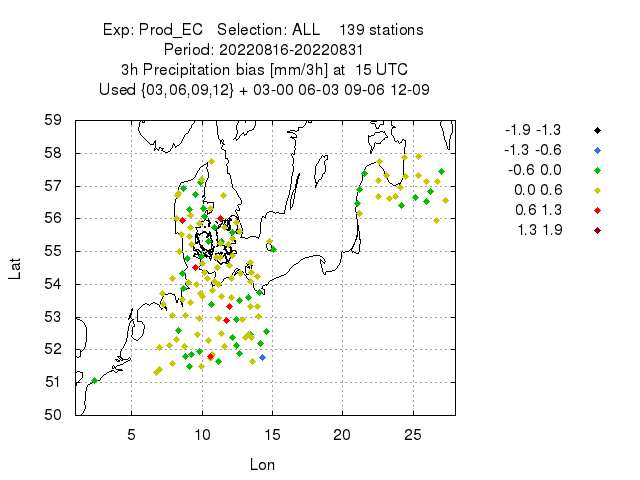 Exp: Prod_EC   Selection: ALL    139 stations
Period: 20220816-20220831
3h Precipitation bias [mm/3h] at  15 UTC
Used {03,06,09,12} + 03-00 06-03 09-06 12-09
59
58
57
56
55
54
53
52
51
50
Lat
5 10 15 20 25
Lon
-1.9 -1.3
-1.3 -0.6
-0.6 0.0
0.0 0.6
0.6 1.3
1.3 1.9